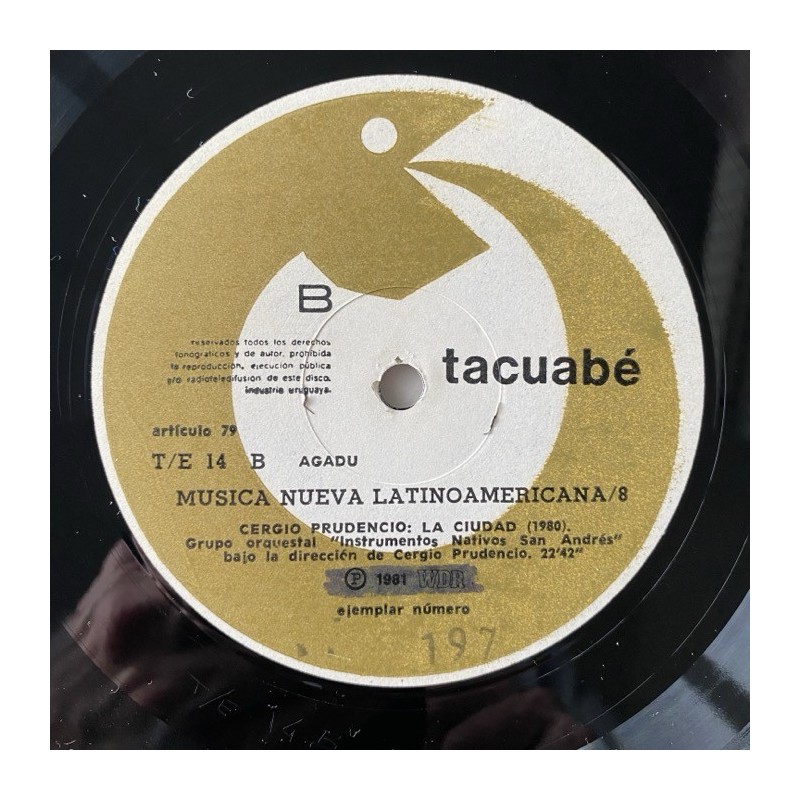 B
reservados todos los derechos
fonográficos y de autor, prohibida
la reproducción, ejecución pública
y/o radioteledifusión de este disco.
industria uruguaya.
tacuabé
artículo 79
T/E 14 B AGADU
MUSICA NUEVA LATINOAMERICANA/8
CERGIO PRUDENCIO: LA CIUDAD (1980).
Grupo orquestal "Instrumentos Nativos San Andrés"
bajo la dirección de Cergio Prudencio. 22'42"
Ⓟ 1981 WDR
ejemplar número
197
T/E 14